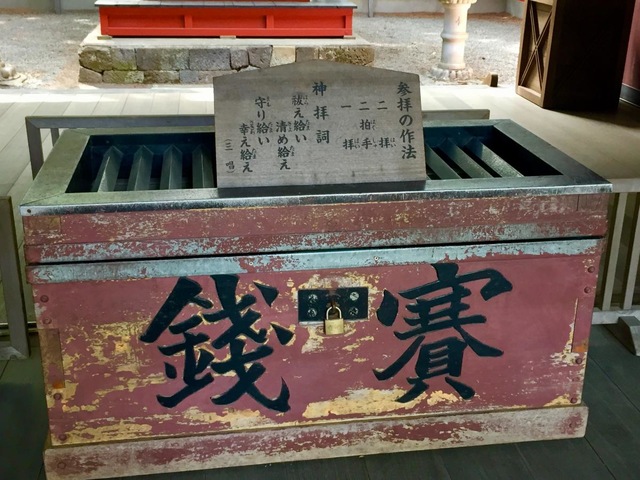 参拝の作法
二拝
二拍手
一拝
神拝詞
祓え給い
清め給え
守り給い
幸え給え
(三唱)
賽銭